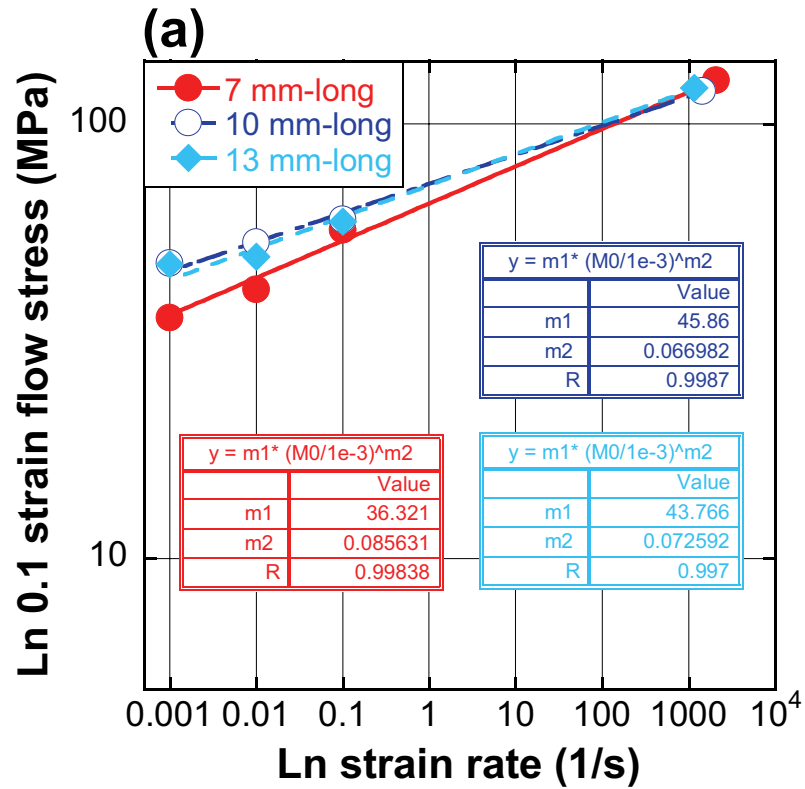 (a)
7 mm-long
10 mm-long
13 mm-long
Ln 0.1 strain flow stress (MPa)
100
10
y = m1* (M0/1e-3)^m2
Value
m1 45.86
m2 0.066982
R 0.9987
y = m1* (M0/1e-3)^m2
Value
m1 36.321
m2 0.085631
R 0.99838
y = m1* (M0/1e-3)^m2
Value
m1 43.766
m2 0.072592
R 0.997
0.001 0.01 0.1 1 10 100 1000 10^4
Ln strain rate (1/s)